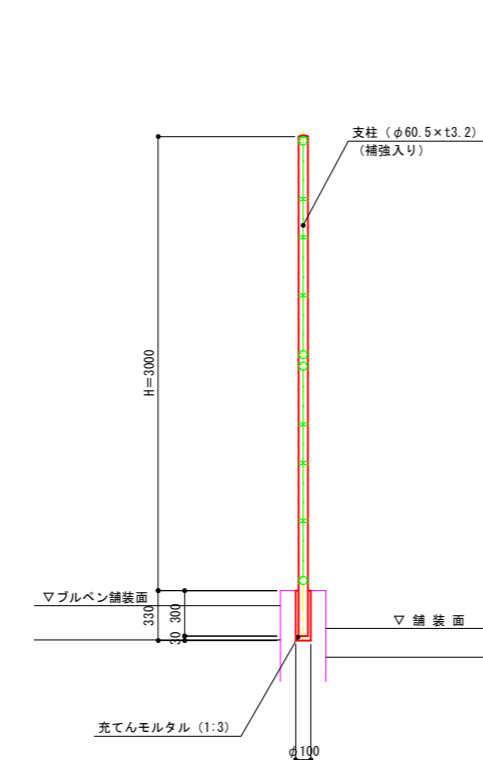 支柱（φ60.5×t3.2）
（補強入り）
H＝3000
▽ブルペン舗装面
330
300
30
▽ 舗 装 面
充てんモルタル（1:3）
φ100